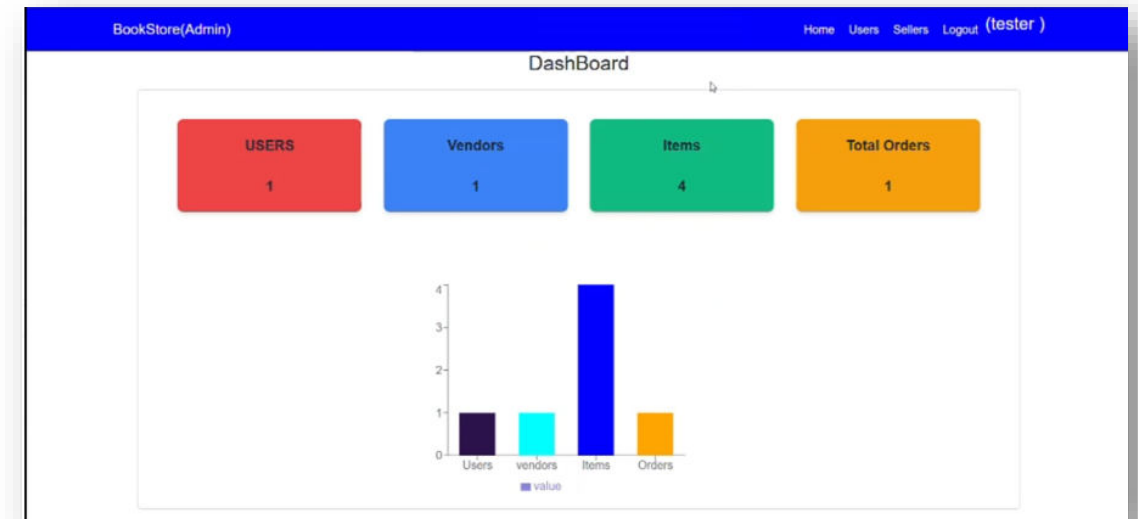 BookStore(Admin) Home Users Sellers Logout (tester )
DashBoard
USERS Vendors Items Total Orders
1 1 4 1
4
3
2
1
0
Users vendors Items Orders
value